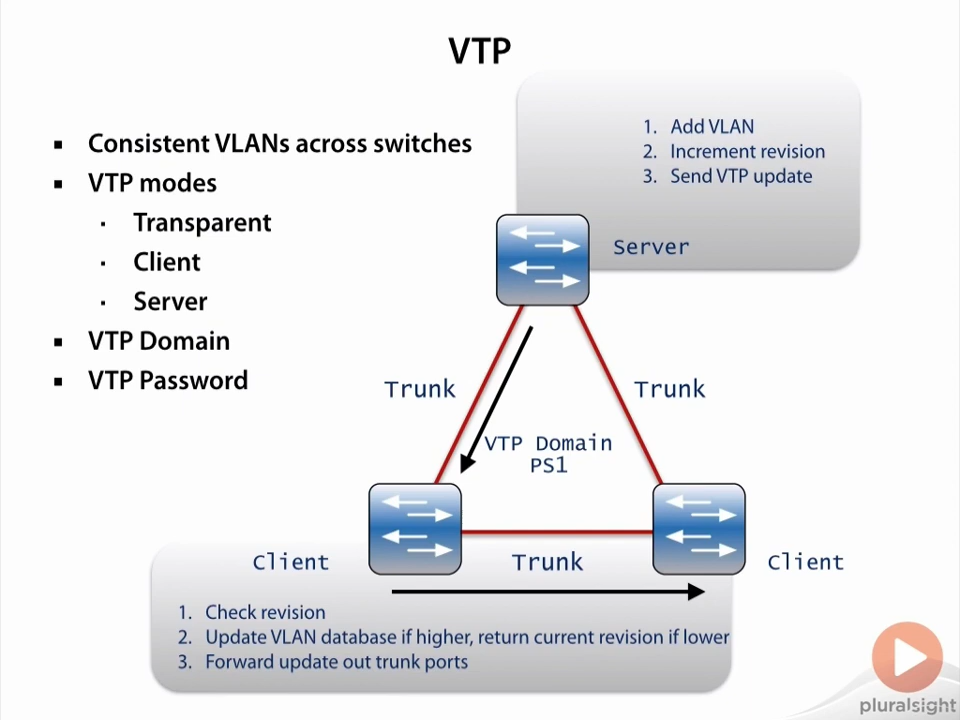 VTP
▪ Consistent VLANs across switches
▪ VTP modes
▪ Transparent
▪ Client
▪ Server
▪ VTP Domain
▪ VTP Password
1. Add VLAN
2. Increment revision
3. Send VTP update
Server
Trunk
Trunk
VTP Domain
PS1
Client
Trunk
Client
1. Check revision
2. Update VLAN database if higher, return current revision if lower
3. Forward update out trunk ports
pluralsight